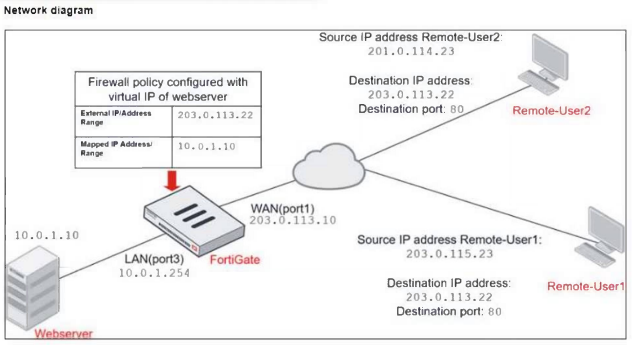 Network diagram
Source IP address Remote-User2:
201.0.114.23
Destination IP address:
203.0.113.22
Destination port: 80
Remote-User2
Firewall policy configured with
virtual IP of webserver
External IP/Address
Range
203.0.113.22
Mapped IP Address/
Range
10.0.1.10
WAN(port1)
203.0.113.10
10.0.1.10
LAN(port3)
10.0.1.254
FortiGate
Source IP address Remote-User1:
203.0.115.23
Destination IP address:
203.0.113.22
Destination port: 80
Remote-User1
Webserver